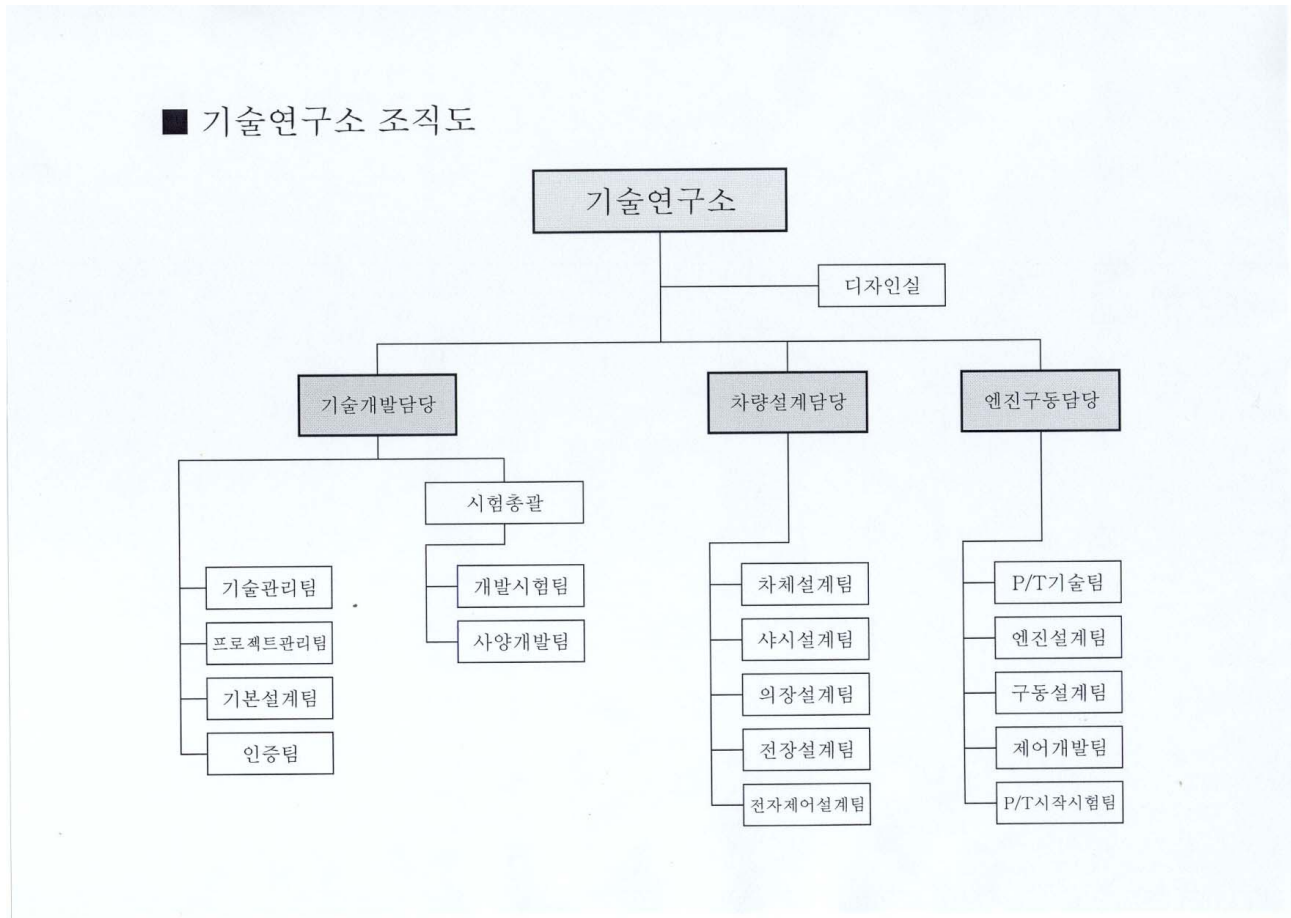 ■ 기술연구소 조직도
기술연구소
디자인실
기술개발담당
차량설계담당
엔진구동담당
시험총괄
기술관리팀
프로젝트관리팀
기본설계팀
인증팀
개발시험팀
사양개발팀
차체설계팀
샤시설계팀
의장설계팀
전장설계팀
전자제어설계팀
P/T기술팀
엔진설계팀
구동설계팀
제어개발팀
P/T시작시험팀